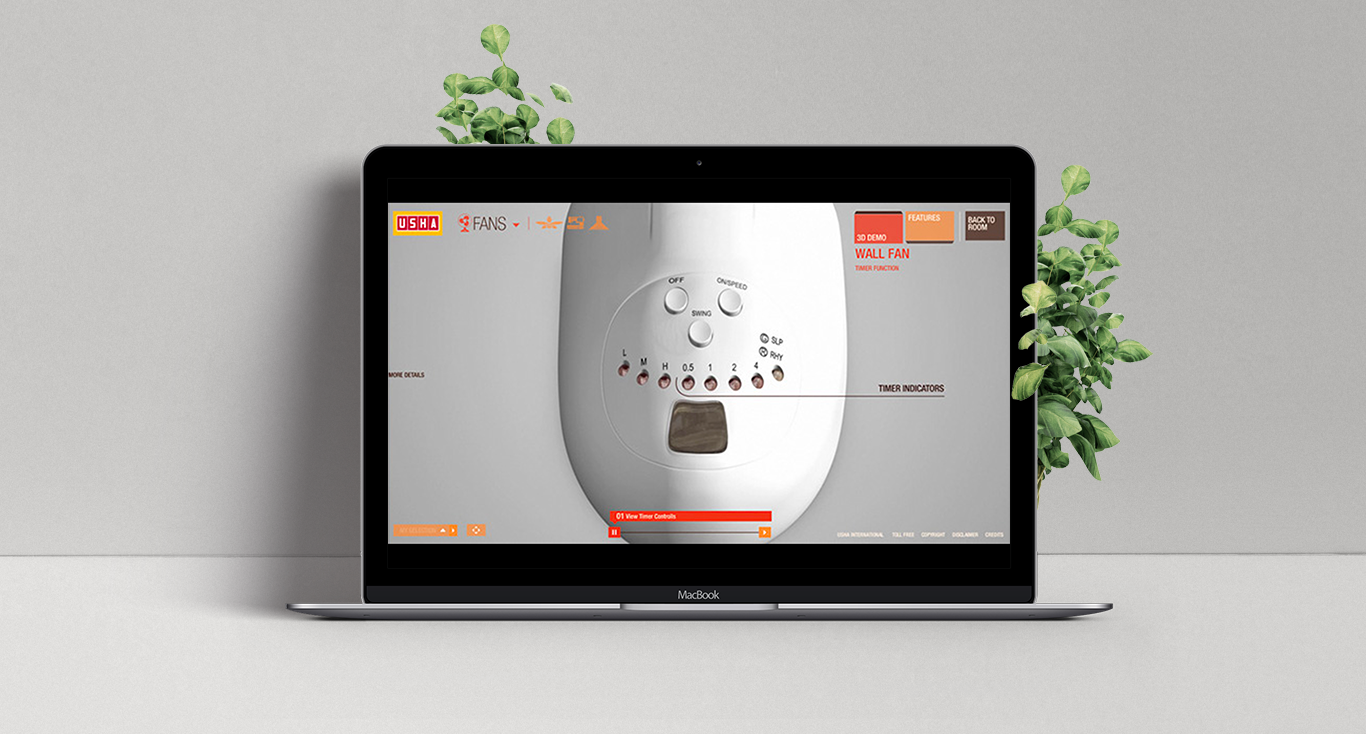 USHA
FANS
3D DEMO
FEATURES
BACK TO
ROOM
WALL FAN
TIMER FUNCTION
OFF
ON/SPEED
SWING
SLP
RHY
L
M
H
0.5
1
2
4
MORE DETAILS
TIMER INDICATORS
01 View Timer Controlls
USHA INTERNATIONAL
TOLL FREE
COPYRIGHT
DISCLAIMER
CREDITS
MacBook